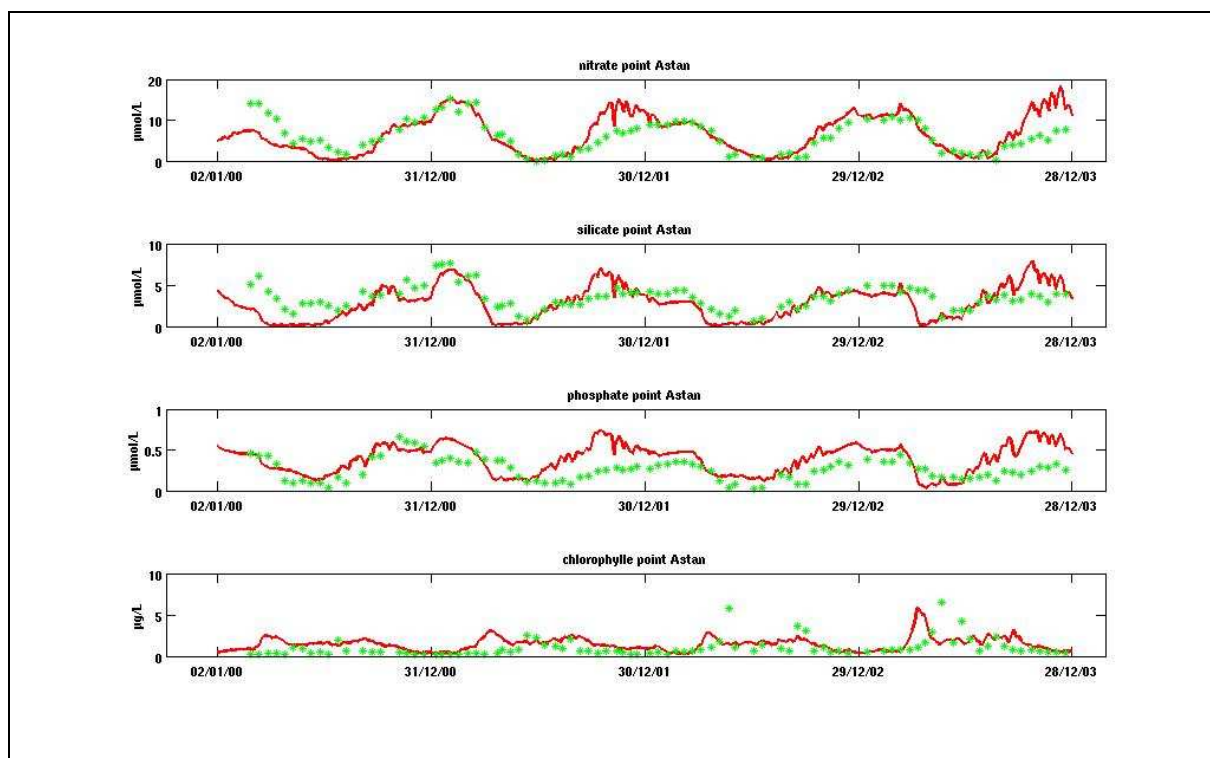 nitrate point Astan
20
10
0
µmol/L
02/01/00 31/12/00 30/12/01 29/12/02 28/12/03
silicate point Astan
10
5
0
µmol/L
02/01/00 31/12/00 30/12/01 29/12/02 28/12/03
phosphate point Astan
1
0.5
0
µmol/L
02/01/00 31/12/00 30/12/01 29/12/02 28/12/03
chlorophylle point Astan
10
5
0
µg/L
02/01/00 31/12/00 30/12/01 29/12/02 28/12/03